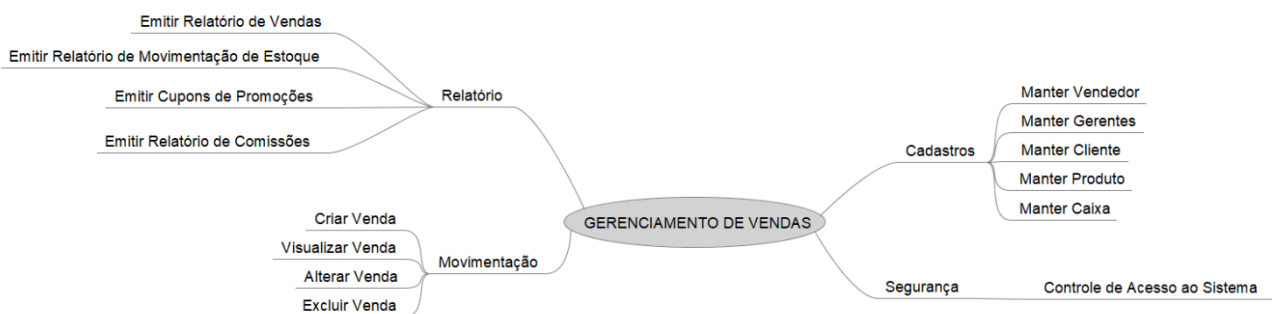 Emitir Relatório de Vendas
Emitir Relatório de Movimentação de Estoque
Emitir Cupons de Promoções
Emitir Relatório de Comissões
Relatório
Criar Venda
Visualizar Venda
Alterar Venda
Excluir Venda
Movimentação
GERENCIAMENTO DE VENDAS
Cadastros
Manter Vendedor
Manter Gerentes
Manter Cliente
Manter Produto
Manter Caixa
Segurança
Controle de Acesso ao Sistema